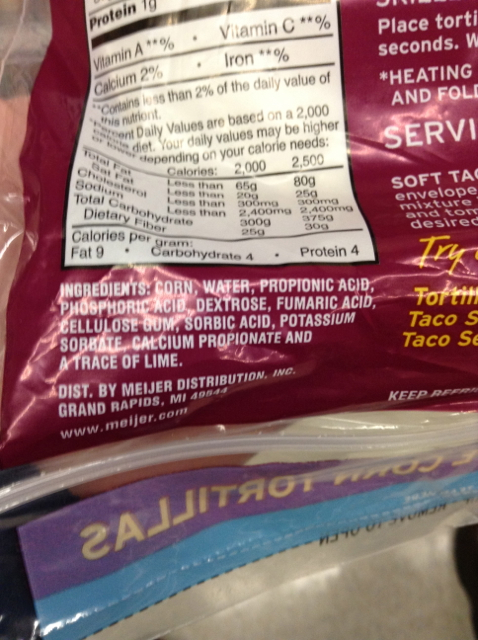 Protein 1g
Vitamin A **% • Vitamin C **%
Calcium 2% • Iron **%
**Contains less than 2% of the daily value of
this nutrient.
*Percent Daily Values are based on a 2,000
calorie diet. Your daily values may be higher
or lower depending on your calorie needs:
Calories: 2,000 2,500
Total Fat Less than 65g 80g
Sat Fat Less than 20g 25g
Cholesterol Less than 300mg 300mg
Sodium Less than 2,400mg 2,400mg
Total Carbohydrate 300g 375g
Dietary Fiber 25g 30g
Calories per gram:
Fat 9 • Carbohydrate 4 • Protein 4
INGREDIENTS: CORN, WATER, PROPIONIC ACID,
PHOSPHORIC ACID, DEXTROSE, FUMARIC ACID,
CELLULOSE GUM, SORBIC ACID, POTASSIUM
SORBATE, CALCIUM PROPIONATE AND
A TRACE OF LIME.
DIST. BY MEIJER DISTRIBUTION, INC.
GRAND RAPIDS, MI 49544
www.meijer.com
Place torti
seconds. W
*HEATING
AND FOLD
SERVI
SOFT TAC
envelope
mixture
and tom
desired
Try
Tortill
Taco S
Taco Se
KEEP REFRI
E CORN TORTILLAS
REMOVE TO OPEN